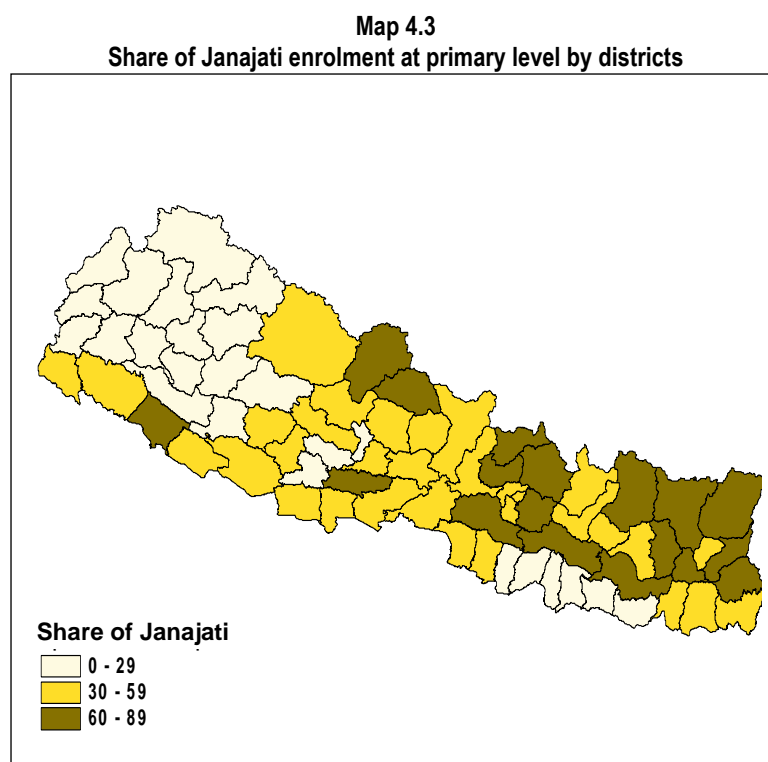 Map 4.3
Share of Janajati enrolment at primary level by districts
Share of Janajati
0 - 29
30 - 59
60 - 89